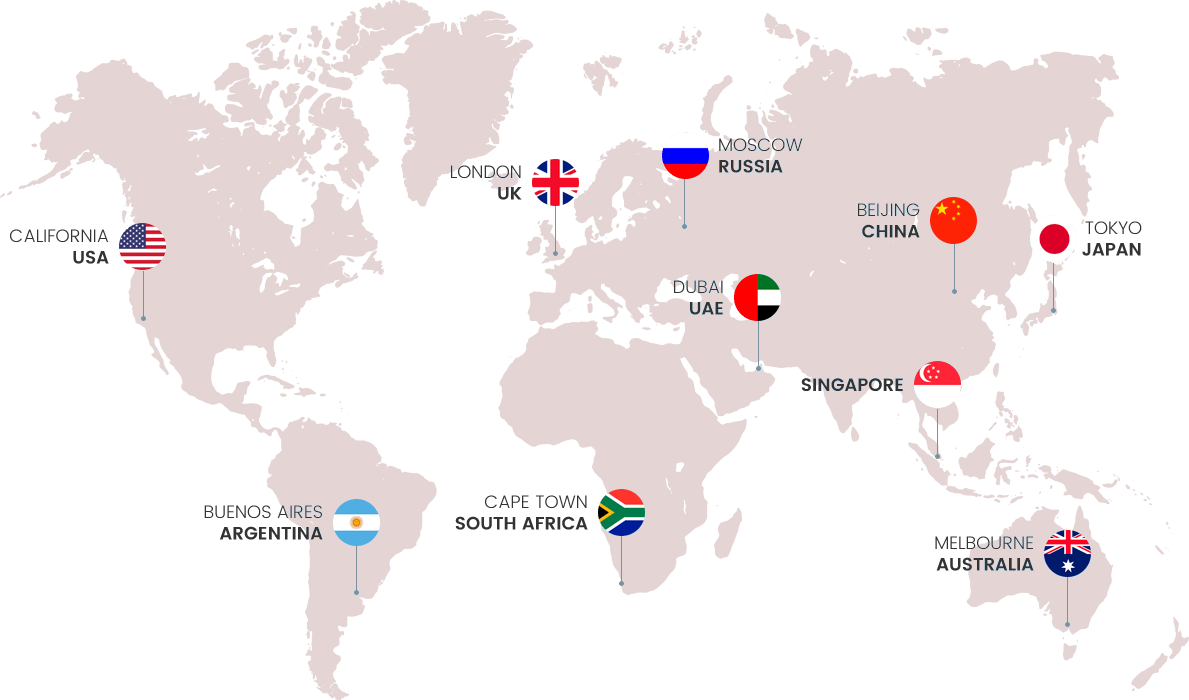 MOSCOW
RUSSIA
LONDON
UK
BEIJING
CHINA
CALIFORNIA
USA
TOKYO
JAPAN
DUBAI
UAE
SINGAPORE
BUENOS AIRES
ARGENTINA
CAPE TOWN
SOUTH AFRICA
MELBOURNE
AUSTRALIA